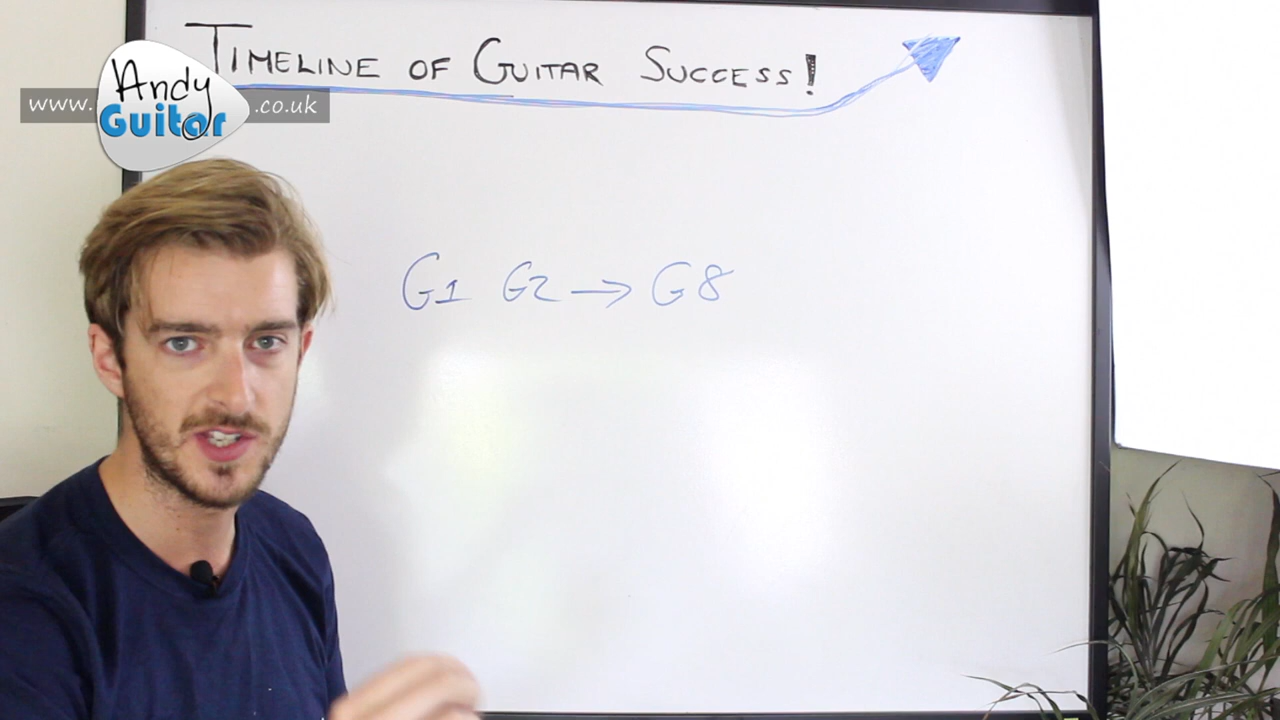 TIMELINE OF GUITAR SUCCESS!
www. Andy Guitar .co.uk
G1 G2 → G8